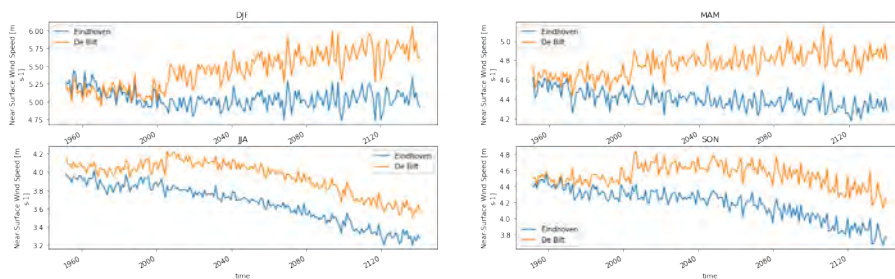 DJF
Near-Surface Wind Speed [m
s-1]
6.00
5.75
5.50
5.25
5.00
4.75
Eindhoven
De Bilt
1960
2000
2040
2080
2120
MAM
Near-Surface Wind Speed [m
s-1]
5.0
4.8
4.6
4.4
4.2
Eindhoven
De Bilt
1960
2000
2040
2080
2120
JJA
Near-Surface Wind Speed [m
s-1]
4.2
4.0
3.8
3.6
3.4
3.2
Eindhoven
De Bilt
1960
2000
2040
2080
2120
time
SON
Near-Surface Wind Speed [m
s-1]
4.8
4.6
4.4
4.2
4.0
3.8
Eindhoven
De Bilt
1960
2000
2040
2080
2120
time